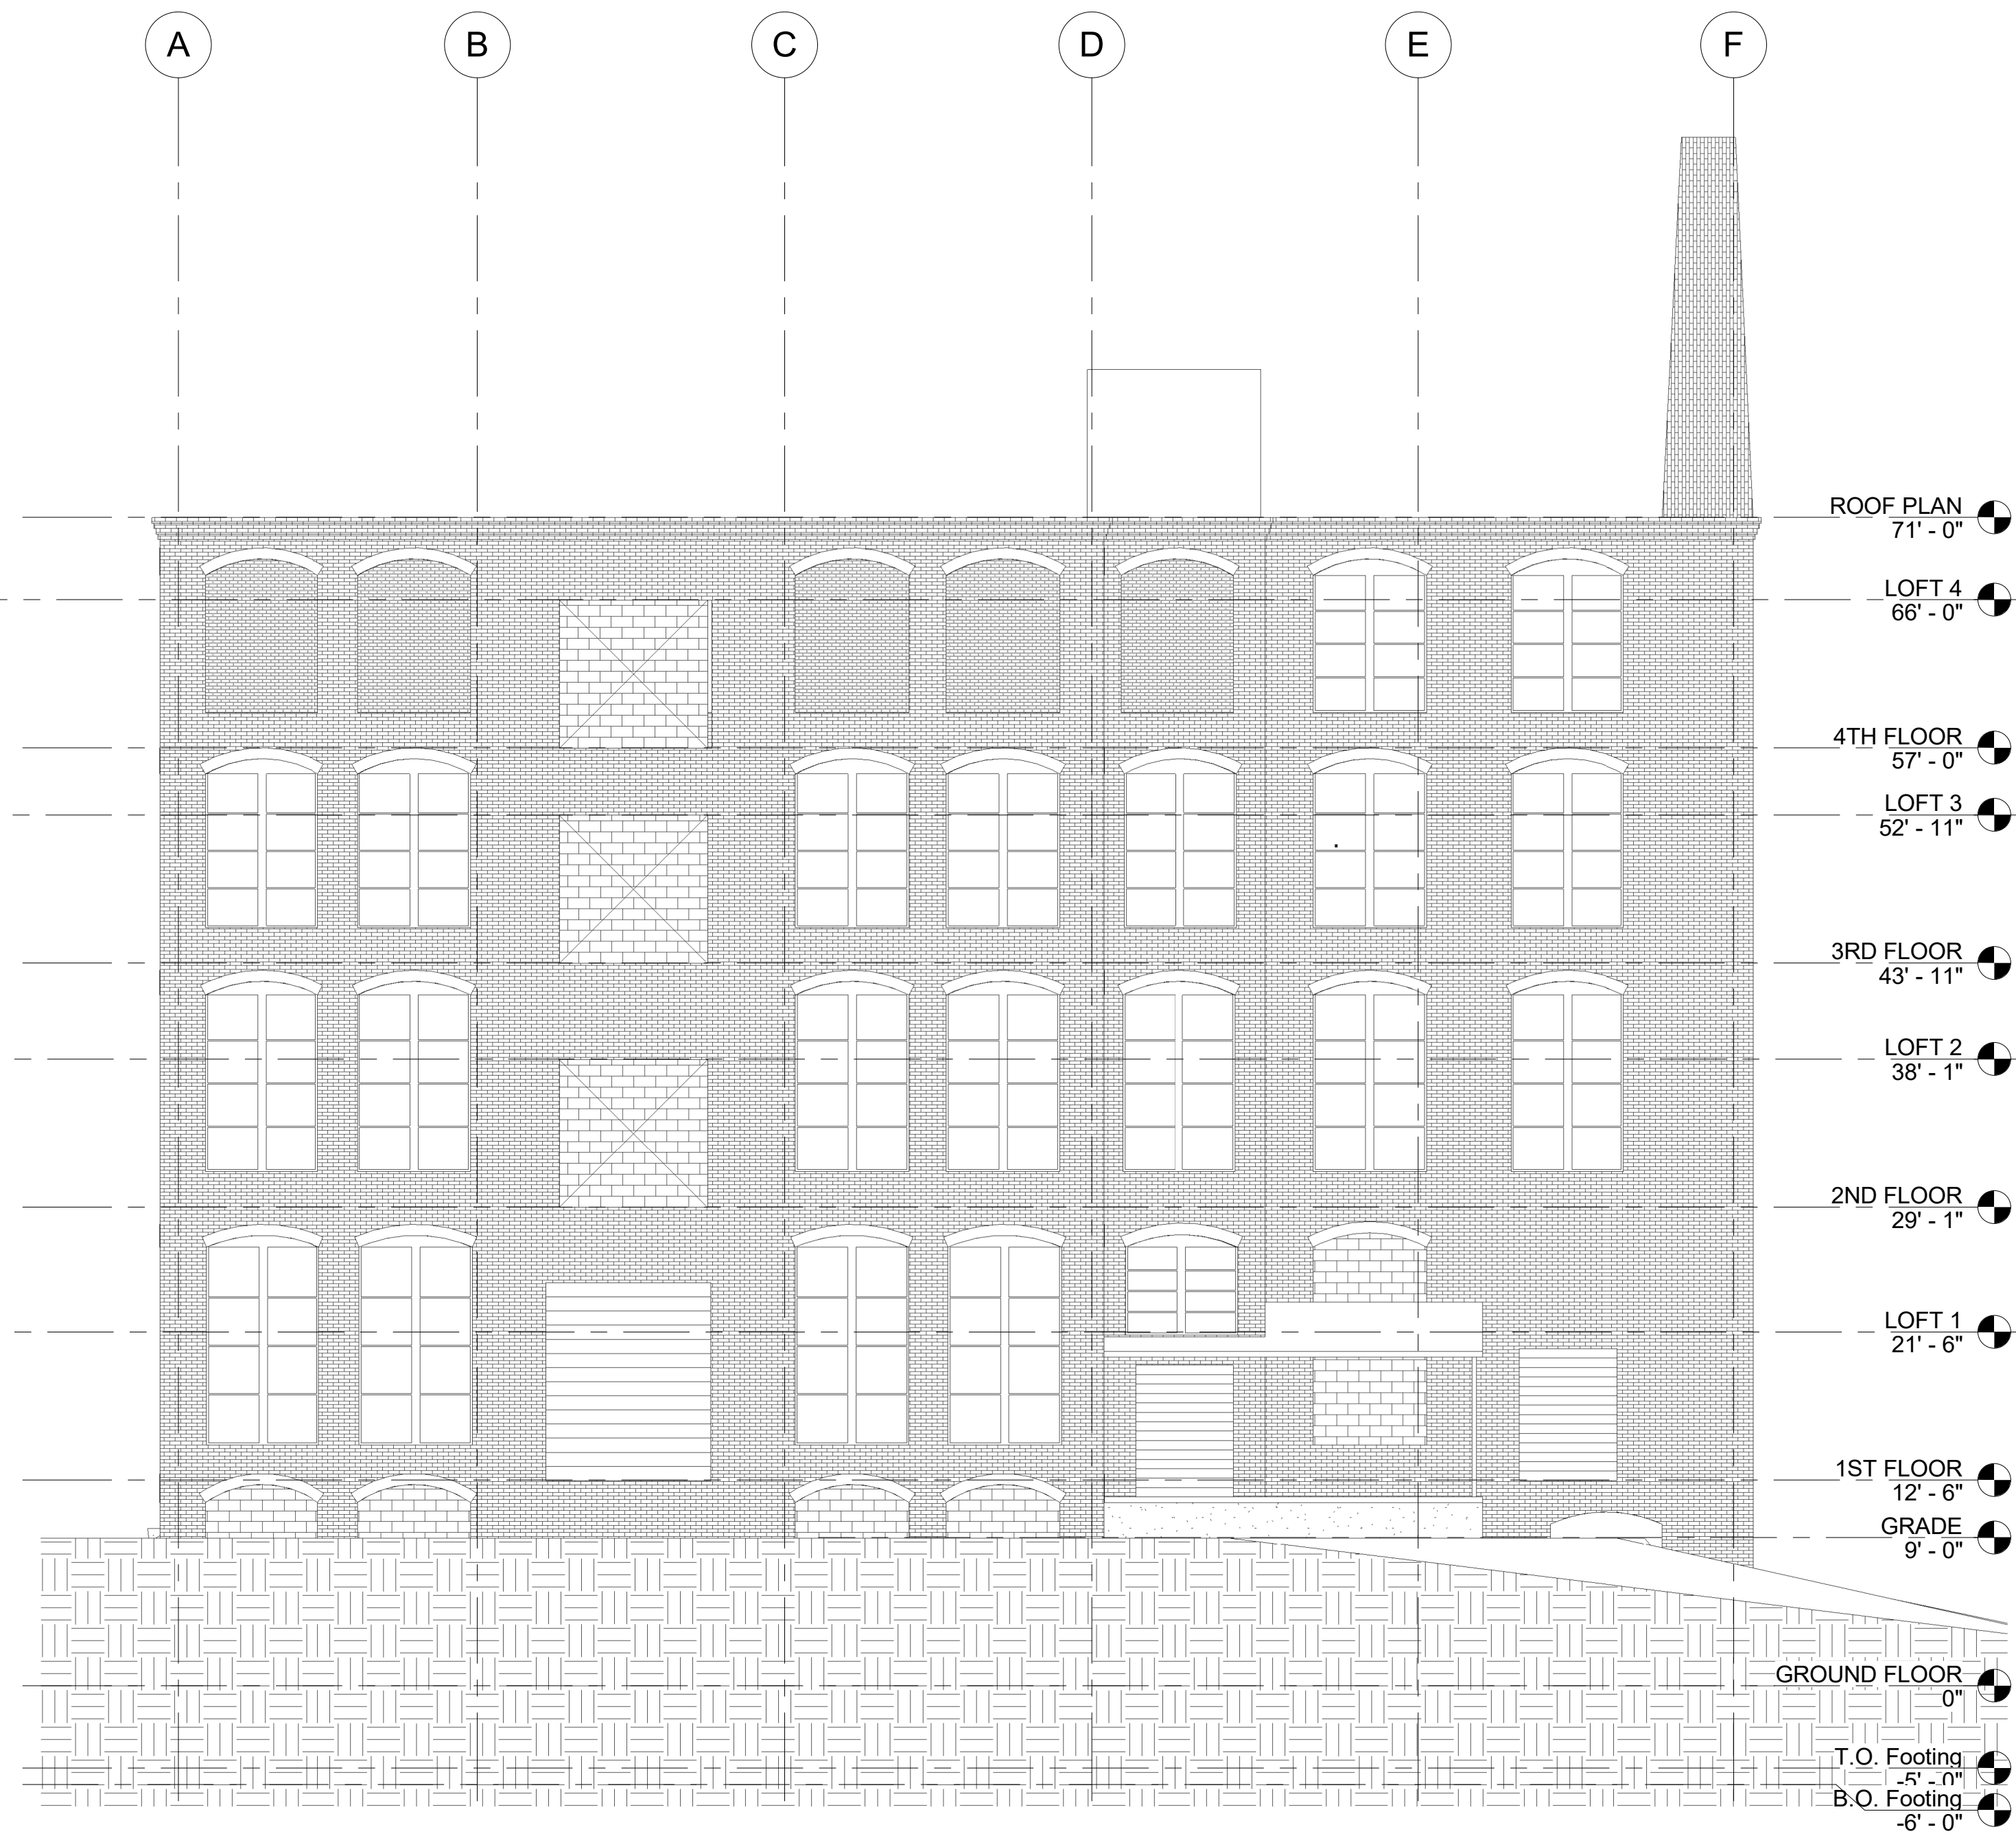 A B C D E F
ROOF PLAN
71' - 0"
LOFT 4
66' - 0"
4TH FLOOR
57' - 0"
LOFT 3
52' - 11"
3RD FLOOR
43' - 11"
LOFT 2
38' - 1"
2ND FLOOR
29' - 1"
LOFT 1
21' - 6"
1ST FLOOR
12' - 6"
GRADE
9' - 0"
GROUND FLOOR
0"
T.O. Footing
-5' - 0"
B.O. Footing
-6' - 0"